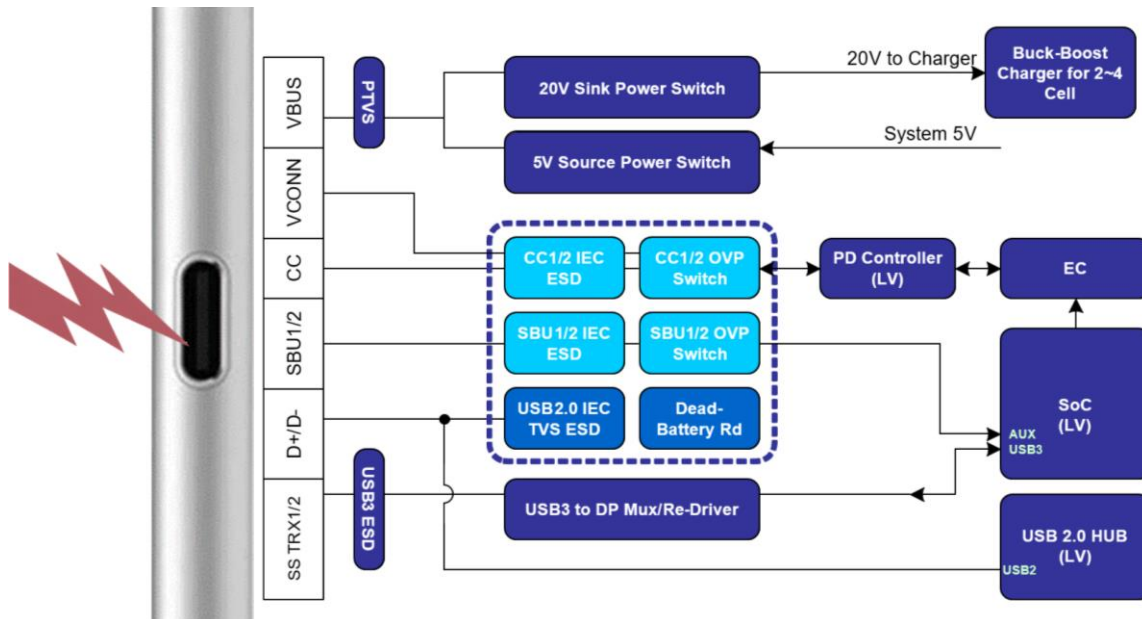 VBUS
VCONN
CC
SBU1/2
D+/D-
SS TRX1/2
PTVS
USB3 ESD
20V Sink Power Switch
5V Source Power Switch
20V to Charger
System 5V
Buck-Boost
Charger for 2~4
Cell
CC1/2 IEC
ESD
CC1/2 OVP
Switch
SBU1/2 IEC
ESD
SBU1/2 OVP
Switch
USB2.0 IEC
TVS ESD
Dead-
Battery Rd
PD Controller
(LV)
EC
SoC
(LV)
AUX
USB3
USB3 to DP Mux/Re-Driver
USB 2.0 HUB
(LV)
USB2